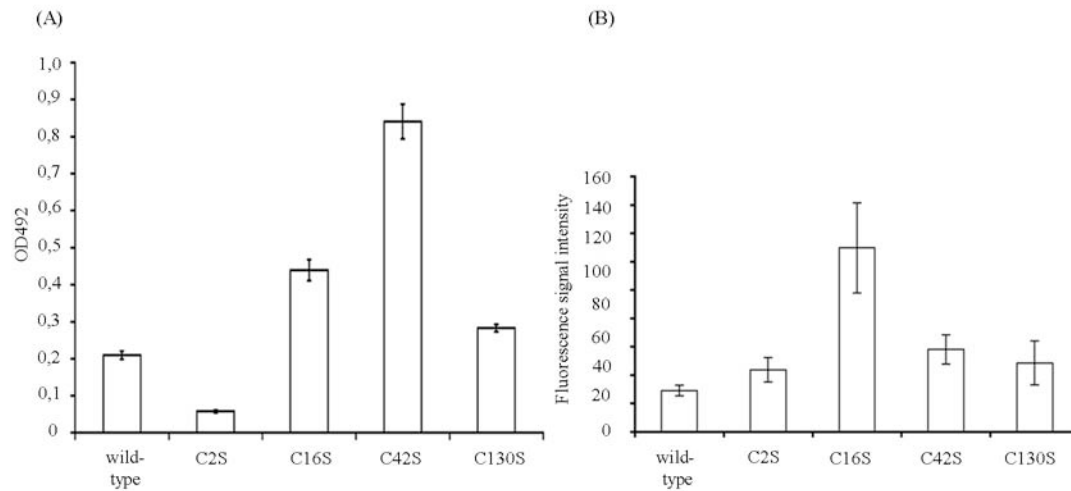 (A)
(B)
1,0
0,9
0,8
0,7
0,6
0,5
0,4
0,3
0,2
0,1
0
OD492
wild-
type
C2S
C16S
C42S
C130S
160
140
120
100
80
60
40
20
0
Fluorescence signal intensity
wild-
type
C2S
C16S
C42S
C130S